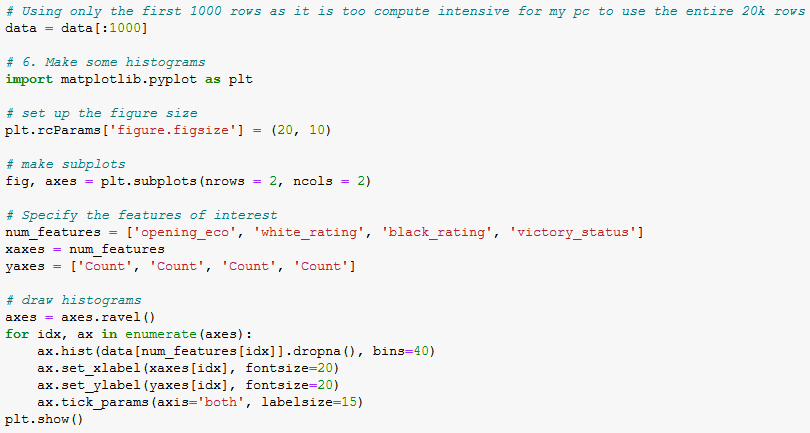 # Using only the first 1000 rows as it is too compute intensive for my pc to use the entire 20k rows
data = data[:1000]
# 6. Make some histograms
import matplotlib.pyplot as plt
# set up the figure size
plt.rcParams['figure.figsize'] = (20, 10)
# make subplots
fig, axes = plt.subplots(nrows = 2, ncols = 2)
# Specify the features of interest
num_features = ['opening_eco', 'white_rating', 'black_rating', 'victory_status']
xaxes = num_features
yaxes = ['Count', 'Count', 'Count', 'Count']
# draw histograms
axes = axes.ravel()
for idx, ax in enumerate(axes):
    ax.hist(data[num_features[idx]].dropna(), bins=40)
    ax.set_xlabel(xaxes[idx], fontsize=20)
    ax.set_ylabel(yaxes[idx], fontsize=20)
    ax.tick_params(axis='both', labelsize=15)
plt.show()